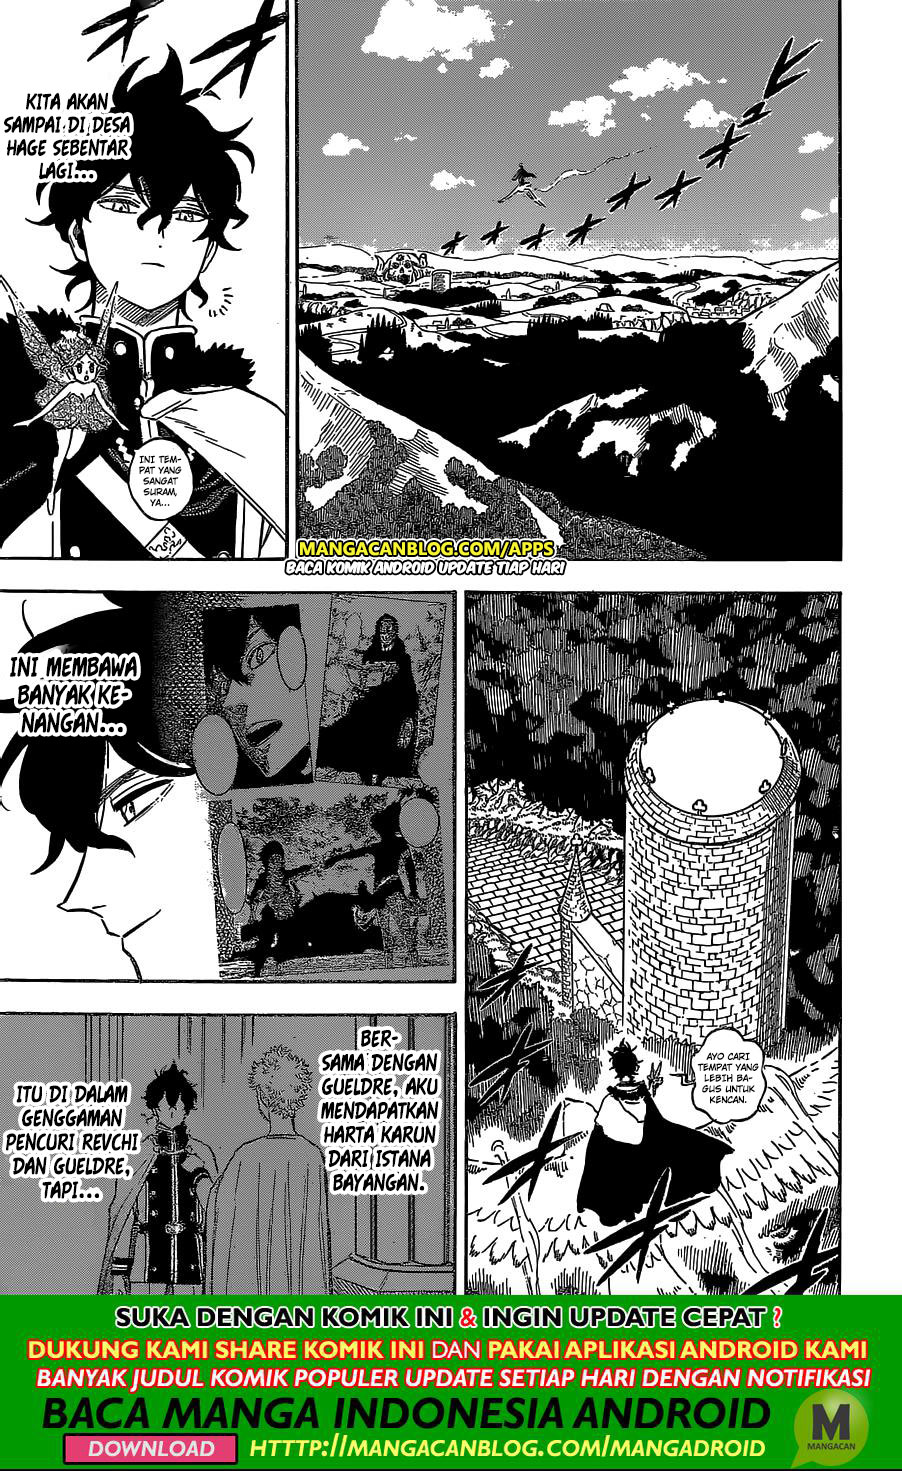 KITA AKAN
SAMPAI DI DESA
HAGE SEBENTAR
LAGI...
INI TEM-
PAT YANG
SANGAT
SURAM,
YA...
MANGACANBLOG.COM/APPS
BACA KOMIK ANDROID UPDATE TIAP HARI
INI MEMBAWA
BANYAK KE-
NANGAN...
AYO CARI
TEMPAT YANG
LEBIH BA-
GUS UNTUK
KENCAN.
BER-
SAMA DENGAN
GUELDRE, AKU
MENDAPATKAN
HARTA KARUN
DARI ISTANA
BAYANGAN.
ITU DI DALAM
GENGGAMAN
PENCURI REVCHI
DAN GUELDRE,
TAPI...
SUKA DENGAN KOMIK INI & INGIN UPDATE CEPAT ?
DUKUNG KAMI SHARE KOMIK INI DAN PAKAI APLIKASI ANDROID KAMI
BANYAK JUDUL KOMIK POPULER UPDATE SETIAP HARI DENGAN NOTIFIKASI
BACA MANGA INDONESIA ANDROID
DOWNLOAD HTTTP://MANGACANBLOG.COM/MANGADROID
M
MANGACAN